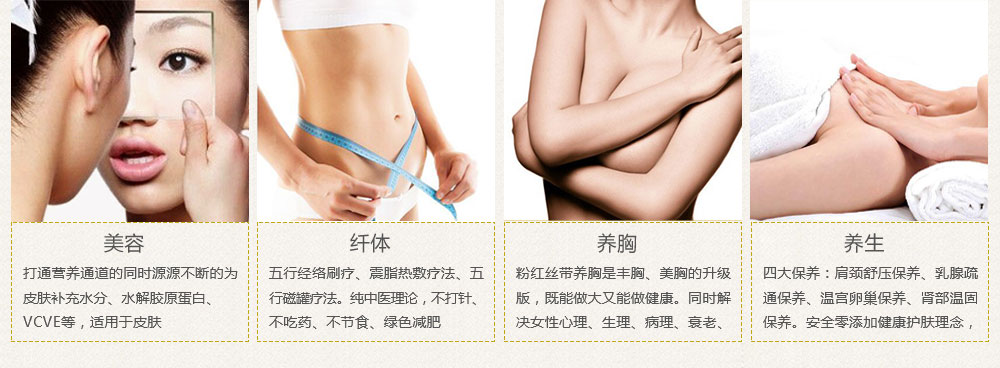 美容
打通营养通道的同时源源不断的为
皮肤补充水分、水解胶原蛋白、
VCVE等，适用于皮肤
纤体
五行经络刷疗、震脂热敷疗法、五
行磁罐疗法。纯中医理论，不打针、
不吃药、不节食、绿色减肥
养胸
粉红丝带养胸是丰胸、美胸的升级
版，既能做大又能做健康。同时解
决女性心理、生理、病理、衰老、
养生
四大保养：肩颈舒压保养、乳腺疏
通保养、温宫卵巢保养、肾部温固
保养。安全零添加健康护肤理念，